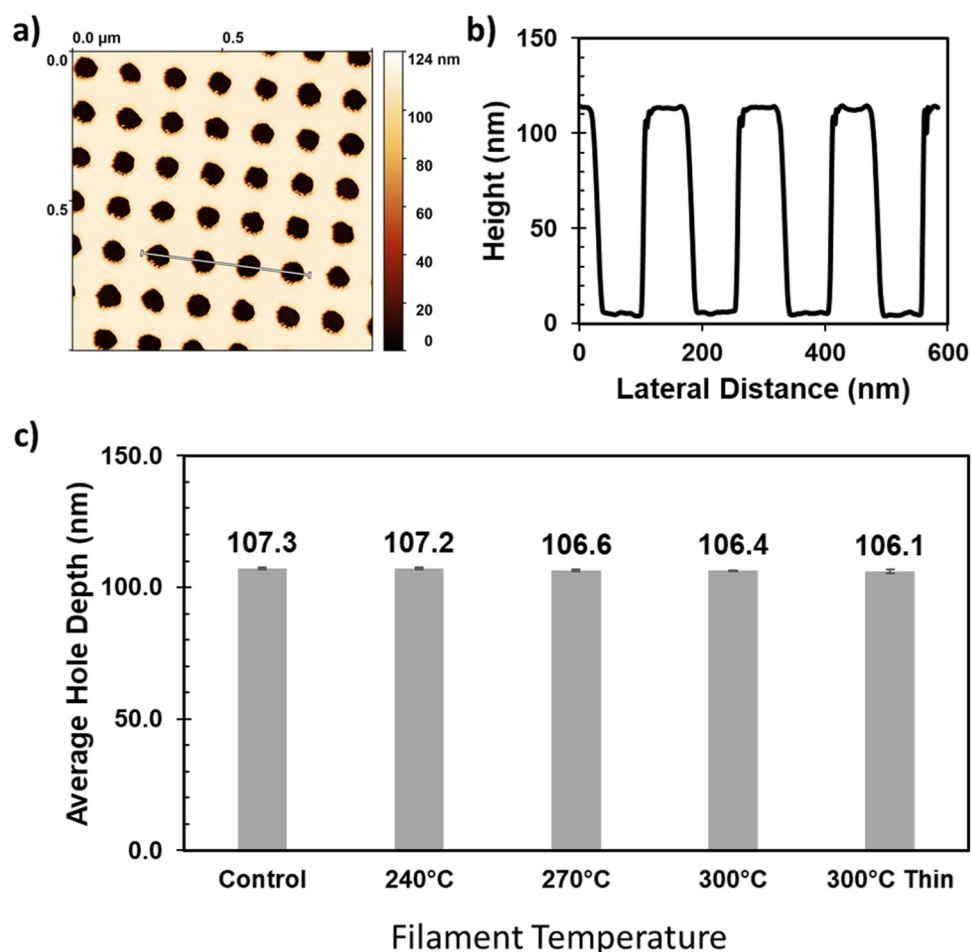 a)
0.0 µm 0.5
0.0
0.5
124 nm
100
80
60
40
20
0
b)
150
100
50
0
Height (nm)
0 200 400 600
Lateral Distance (nm)
c)
150.0
100.0
50.0
0.0
Average Hole Depth (nm)
107.3 107.2 106.6 106.4 106.1
Control 240°C 270°C 300°C 300°C Thin
Filament Temperature